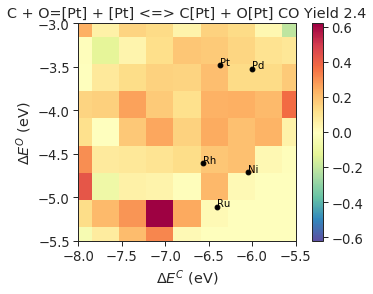 C + O=[Pt] + [Pt] <=> C[Pt] + O[Pt] CO Yield 2.4
−3.0
−3.5
−4.0
−4.5
−5.0
−5.5
ΔE^O (eV)
Pt
Pd
Rh
Ni
Ru
−8.0 −7.5 −7.0 −6.5 −6.0 −5.5
ΔE^C (eV)
0.6
0.4
0.2
0.0
−0.2
−0.4
−0.6